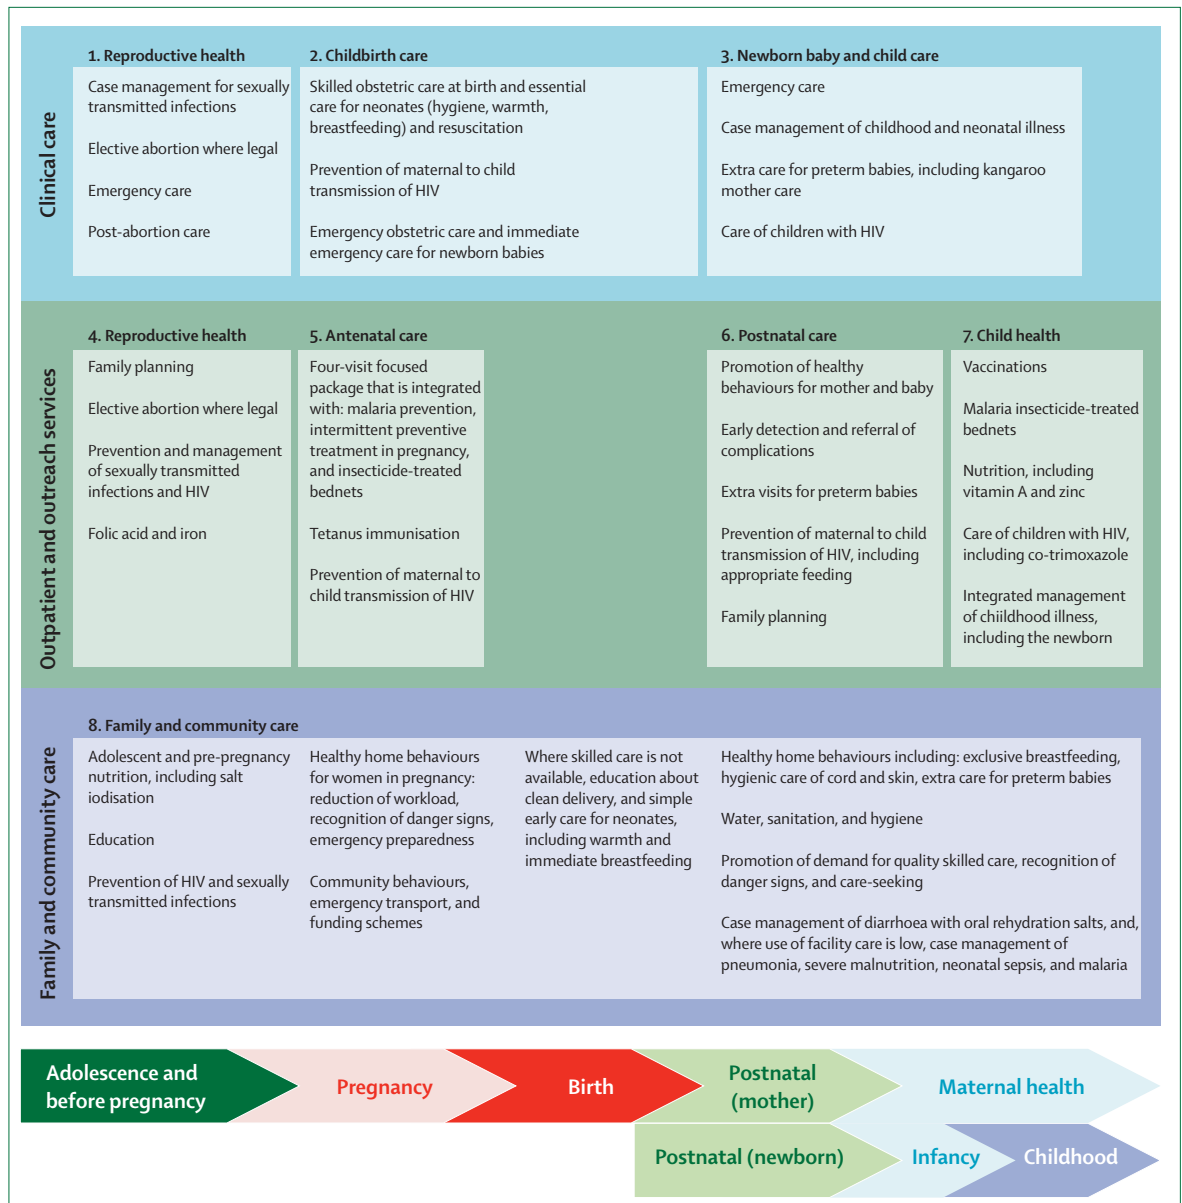 Clinical care
1. Reproductive health
Case management for sexually
transmitted infections
Elective abortion where legal
Emergency care
Post-abortion care
2. Childbirth care
Skilled obstetric care at birth and essential
care for neonates (hygiene, warmth,
breastfeeding) and resuscitation
Prevention of maternal to child
transmission of HIV
Emergency obstetric care and immediate
emergency care for newborn babies
3. Newborn baby and child care
Emergency care
Case management of childhood and neonatal illness
Extra care for preterm babies, including kangaroo
mother care
Care of children with HIV
Outpatient and outreach services
4. Reproductive health
Family planning
Elective abortion where legal
Prevention and management
of sexually transmitted
infections and HIV
Folic acid and iron
5. Antenatal care
Four-visit focused
package that is integrated
with: malaria prevention,
intermittent preventive
treatment in pregnancy,
and insecticide-treated
bednets
Tetanus immunisation
Prevention of maternal to
child transmission of HIV
6. Postnatal care
Promotion of healthy
behaviours for mother and baby
Early detection and referral of
complications
Extra visits for preterm babies
Prevention of maternal to child
transmission of HIV, including
appropriate feeding
Family planning
7. Child health
Vaccinations
Malaria insecticide-treated
bednets
Nutrition, including
vitamin A and zinc
Care of children with HIV,
including co-trimoxazole
Integrated management
of chiildhood illness,
including the newborn
Family and community care
8. Family and community care
Adolescent and pre-pregnancy
nutrition, including salt
iodisation
Education
Prevention of HIV and sexually
transmitted infections
Healthy home behaviours
for women in pregnancy:
reduction of workload,
recognition of danger signs,
emergency preparedness
Community behaviours,
emergency transport, and
funding schemes
Where skilled care is not
available, education about
clean delivery, and simple
early care for neonates,
including warmth and
immediate breastfeeding
Healthy home behaviours including: exclusive breastfeeding,
hygienic care of cord and skin, extra care for preterm babies
Water, sanitation, and hygiene
Promotion of demand for quality skilled care, recognition of
danger signs, and care-seeking
Case management of diarrhoea with oral rehydration salts, and,
where use of facility care is low, case management of
pneumonia, severe malnutrition, neonatal sepsis, and malaria
Adolescence and
before pregnancy
Pregnancy
Birth
Postnatal
(mother)
Maternal health
Postnatal (newborn)
Infancy
Childhood